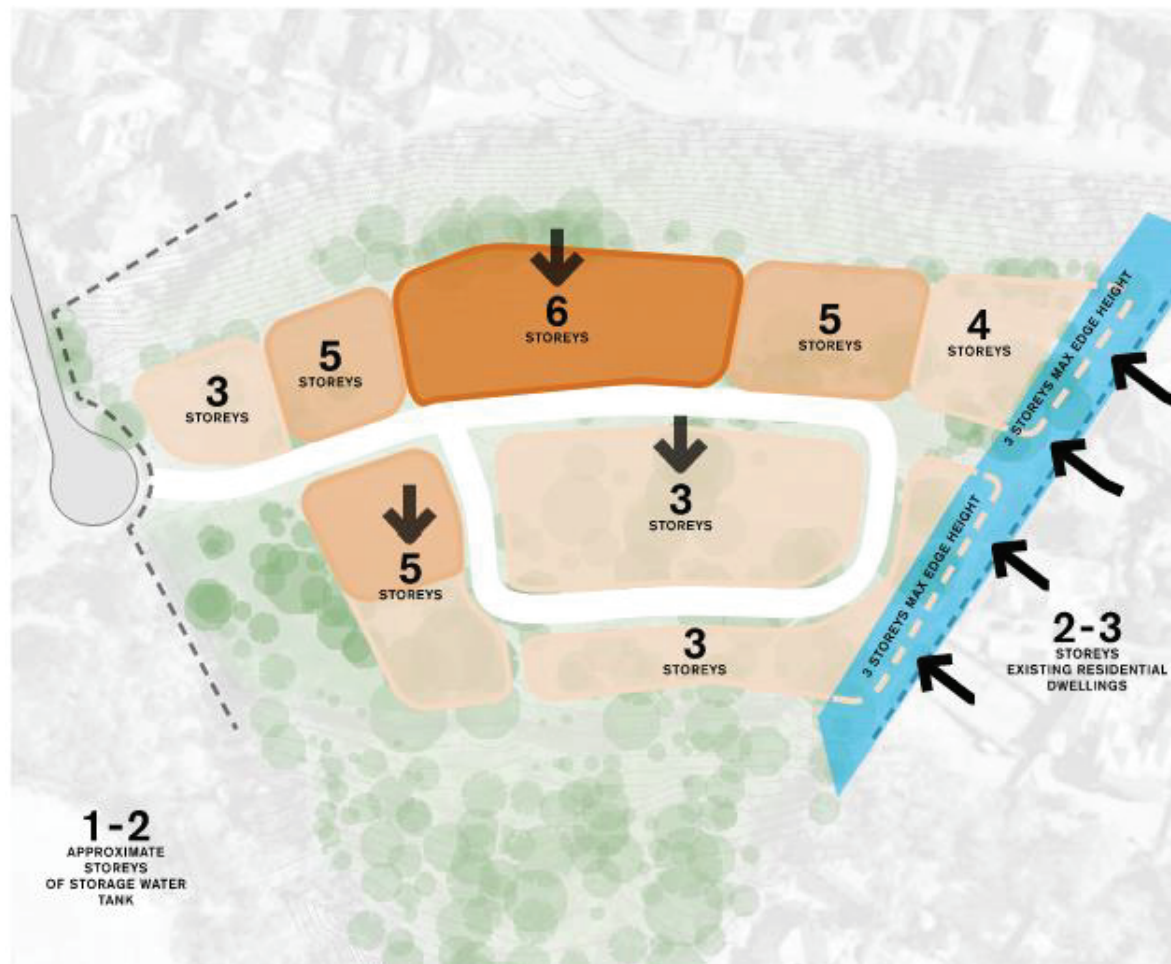 6
STOREYS
5
STOREYS
4
STOREYS
5
STOREYS
3
STOREYS
3 STOREYS MAX EDGE HEIGHT
3
STOREYS
5
STOREYS
3 STOREYS MAX EDGE HEIGHT
3
STOREYS
2-3
STOREYS
EXISTING RESIDENTIAL
DWELLINGS
1-2
APPROXIMATE
STOREYS
OF STORAGE WATER
TANK